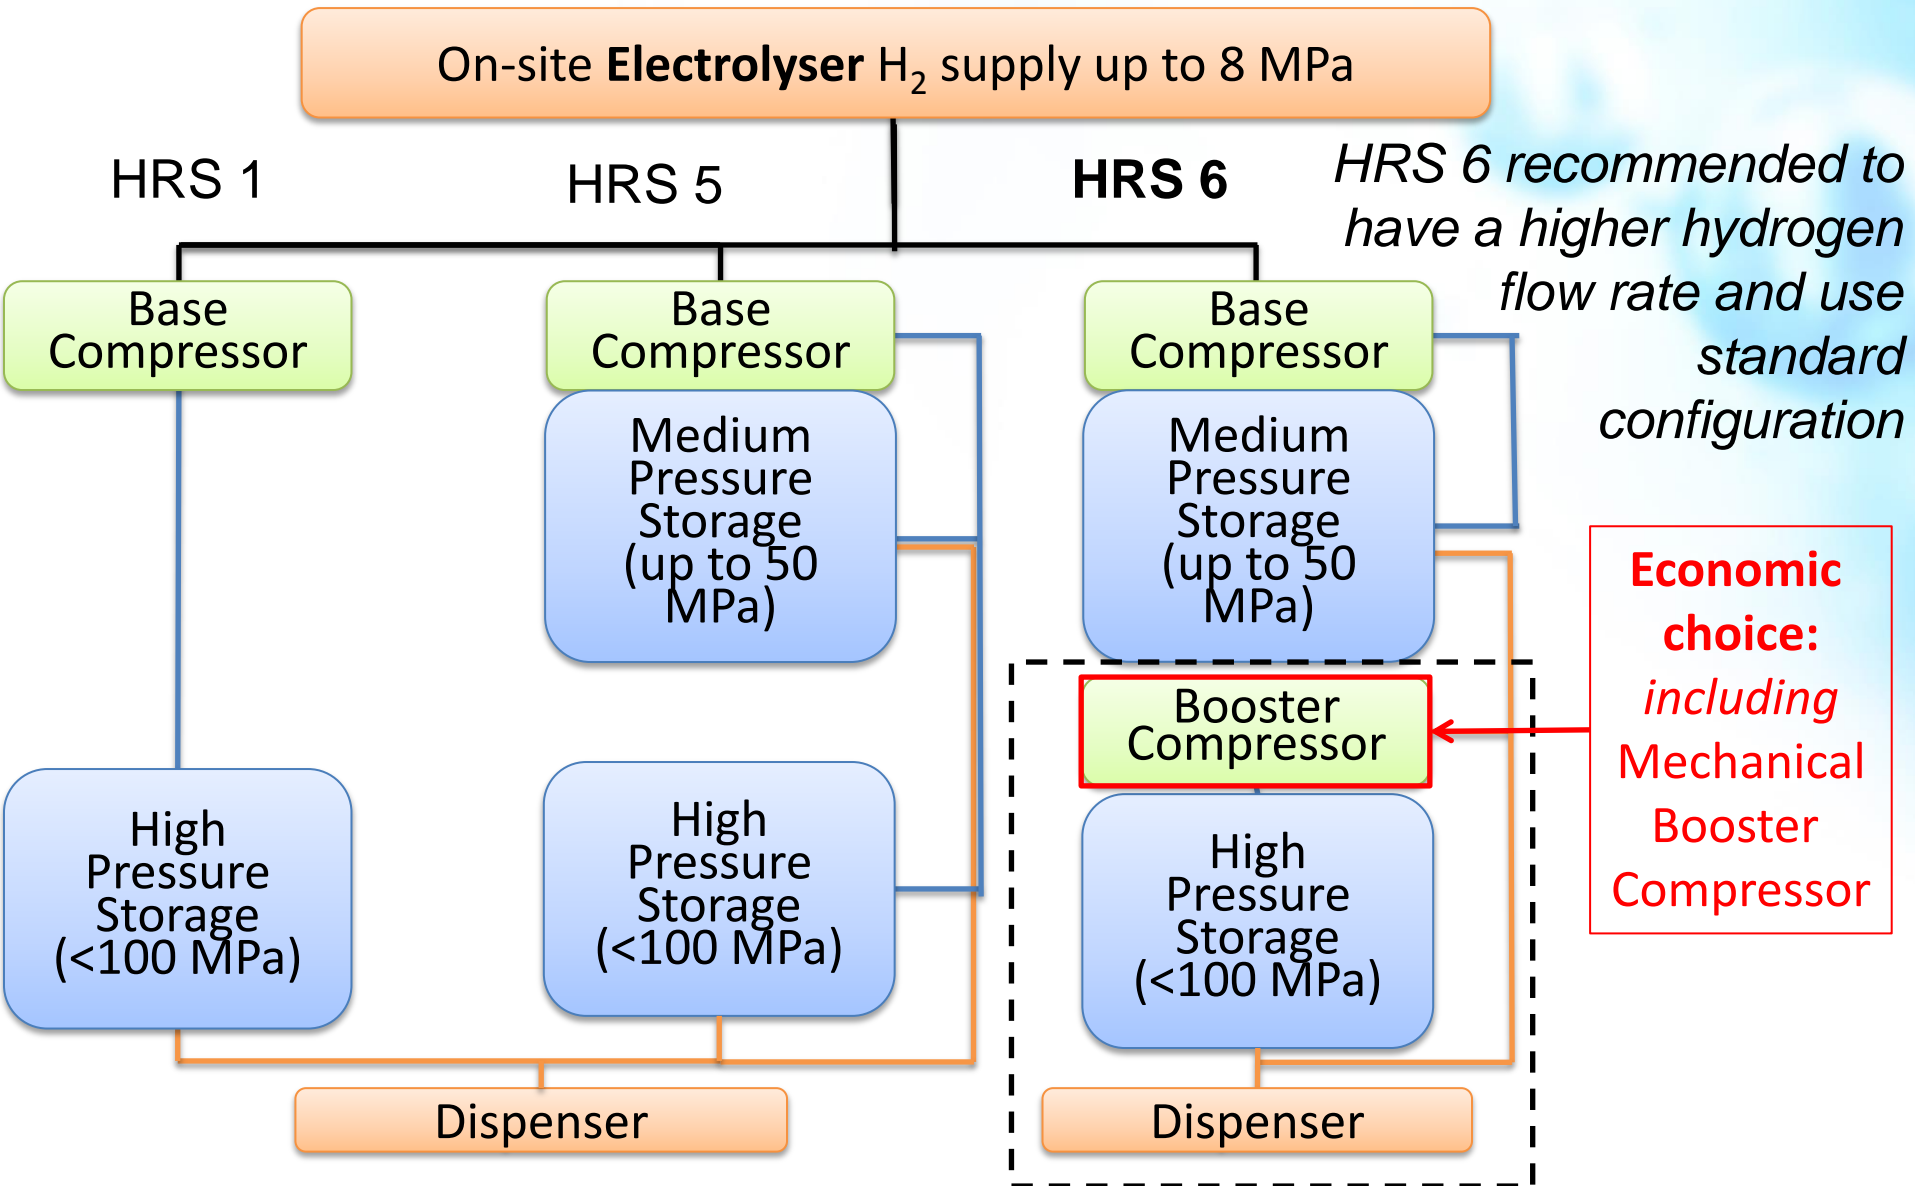 On-site Electrolyser H₂ supply up to 8 MPa
HRS 1
HRS 5
HRS 6
HRS 6 recommended to
have a higher hydrogen
flow rate and use
standard
configuration
Base
Compressor
High
Pressure
Storage
(<100 MPa)
Base
Compressor
Medium
Pressure
Storage
(up to 50
MPa)
High
Pressure
Storage
(<100 MPa)
Dispenser
Base
Compressor
Medium
Pressure
Storage
(up to 50
MPa)
Booster
Compressor
High
Pressure
Storage
(<100 MPa)
Dispenser
Economic
choice:
including
Mechanical
Booster
Compressor